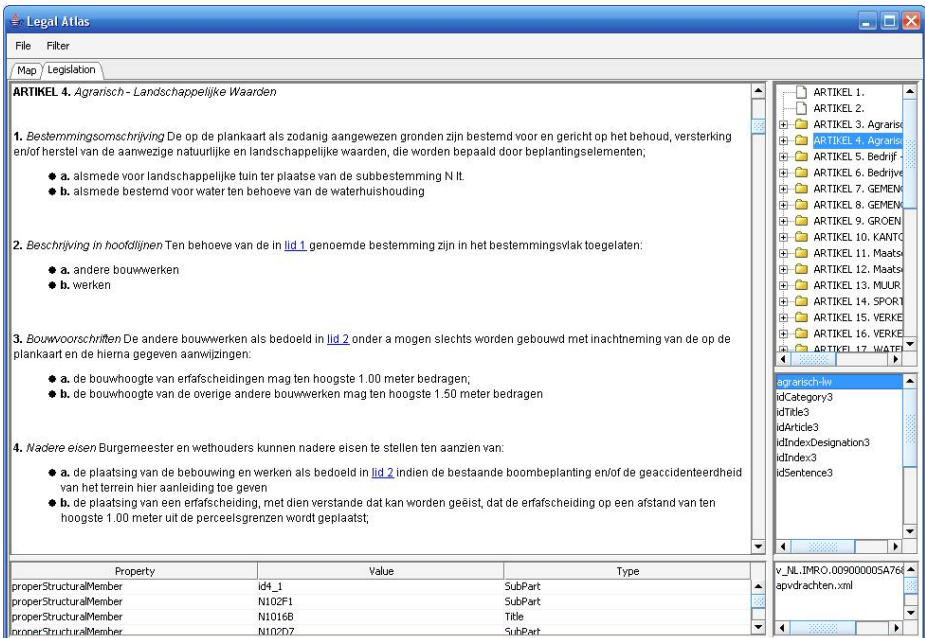 Legal Atlas
File Filter
Map Legislation
ARTIKEL 4. Agrarisch - Landschappelijke Waarden
1. Bestemmingsomschrijving De op de plankaart als zodanig aangewezen gronden zijn bestemd voor en gericht op het behoud, versterking
en/of herstel van de aanwezige natuurlijke en landschappelijke waarden, die worden bepaald door beplantingselementen;
a. alsmede voor landschappelijke tuin ter plaatse van de subbestemming N lt.
b. alsmede bestemd voor water ten behoeve van de waterhuishouding
2. Beschrijving in hoofdlijnen Ten behoeve van de in lid 1 genoemde bestemming zijn in het bestemmingsvlak toegelaten:
a. andere bouwwerken
b. werken
3. Bouwvoorschriften De andere bouwwerken als bedoeld in lid 2 onder a mogen slechts worden gebouwd met inachtneming van de op de
plankaart en de hierna gegeven aanwijzingen:
a. de bouwhoogte van erfafscheidingen mag ten hoogste 1.00 meter bedragen;
b. de bouwhoogte van de overige andere bouwwerken mag ten hoogste 1.50 meter bedragen
4. Nadere eisen Burgemeester en wethouders kunnen nadere eisen te stellen ten aanzien van:
a. de plaatsing van de bebouwing en werken als bedoeld in lid 2 indien de bestaande boombeplanting en/of de geaccidenteerdheid
van het terrein hier aanleiding toe geven
b. de plaatsing van een erfafscheiding, met dien verstande dat kan worden geëist, dat de erfafscheiding op een afstand van ten
hoogste 1.00 meter uit de perceelsgrenzen wordt geplaatst;
ARTIKEL 1.
ARTIKEL 2.
ARTIKEL 3. Agrarisc
ARTIKEL 4. Agrarisc
ARTIKEL 5. Bedrijf -
ARTIKEL 6. Bedrijve
ARTIKEL 7. GEMEN
ARTIKEL 8. GEMEN
ARTIKEL 9. GROEN
ARTIKEL 10. KANTO
ARTIKEL 11. Maats
ARTIKEL 12. Maats
ARTIKEL 13. MUUR
ARTIKEL 14. SPORT
ARTIKEL 15. VERKE
ARTIKEL 16. VERKE
ARTIKEL 17. WATE
agrarisch-lw
idCategory3
idTitle3
idArticle3
idIndexDesignation3
idIndex3
idSentence3
Property Value Type
properStructuralMember id4_1 SubPart
properStructuralMember N102F1 SubPart
properStructuralMember N1016B Title
properStructuralMember N102D7 SubPart
v_NL.IMRO.009000005A768
apvdrachten.xml